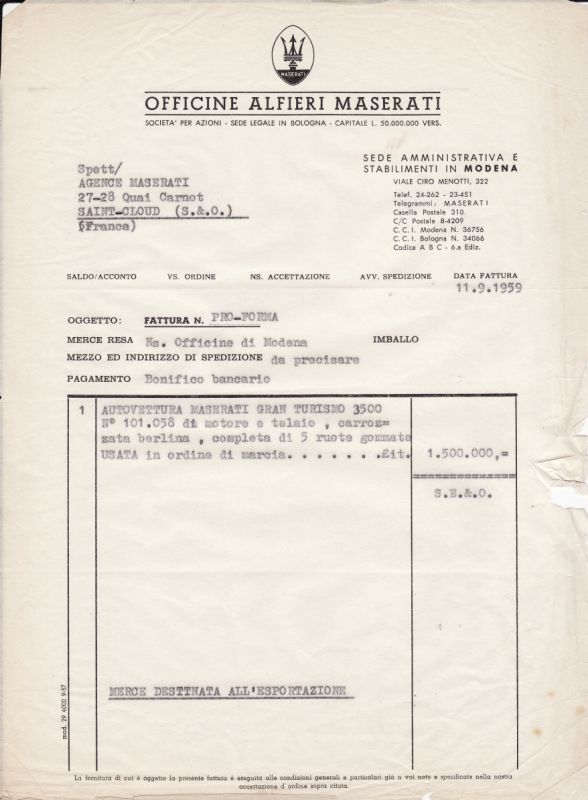 MASERATI
OFFICINE ALFIERI MASERATI
SOCIETA' PER AZIONI - SEDE LEGALE IN BOLOGNA - CAPITALE L. 50.000.000 VERS.
Spett/
AGENCE MASERATI
27-28 Quai Carnot
SAINT-CLOUD (S.&.O.)
(Franca)
SEDE AMMINISTRATIVA E
STABILIMENTI IN MODENA
VIALE CIRO MENOTTI, 322
Telef. 24-262 - 23-451
Telegrammi: MASERATI
Casella Postale 310
C/C Postale 8-4209
C. C. I. Modena N. 36756
C. C. I. Bologna N. 34066
Codice A B C - 6.a Ediz.
SALDO/ACCONTO VS. ORDINE NS. ACCETTAZIONE AVV. SPEDIZIONE DATA FATTURA
11.9.1959
OGGETTO: FATTURA N. PRO-FORMA
MERCE RESA Ns. Officine di Modena IMBALLO
MEZZO ED INDIRIZZO DI SPEDIZIONE da precisare
PAGAMENTO Bonifico bancario
1 AUTOVETTURA MASERATI GRAN TURISMO 3500
N° 101.058 di motore e telaio , carroz=
zata berlina , completa di 5 ruote gommate
USATA in ordine di marcia. . . . . . .£it. 1.500.000,=
S.E.&.O.
MERCE DESTTNATA ALL'ESPORTAZIONE
mod. 29 4000 9-57
La fornitura di cui è oggetto la presente fattura è eseguita alle condizioni generali e particolari già a voi note e specificate nella nostra
accettazione d'ordine sopra citata.